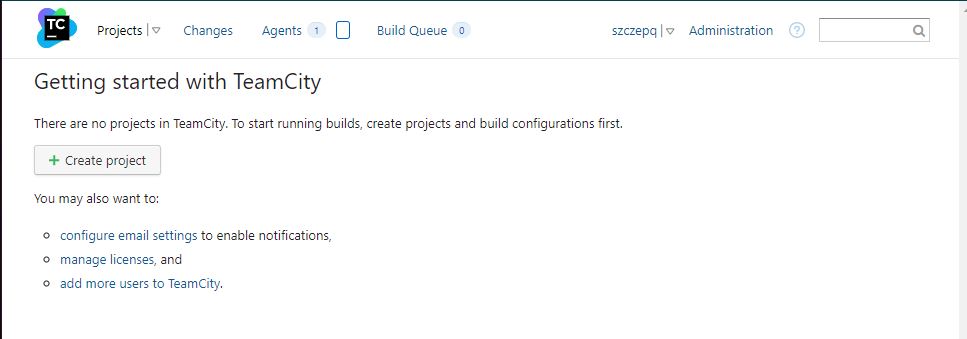 TC Projects Changes Agents 1 Build Queue 0 szczepq Administration ?
Getting started with TeamCity
There are no projects in TeamCity. To start running builds, create projects and build configurations first.
+ Create project
You may also want to:
configure email settings to enable notifications,
manage licenses, and
add more users to TeamCity.